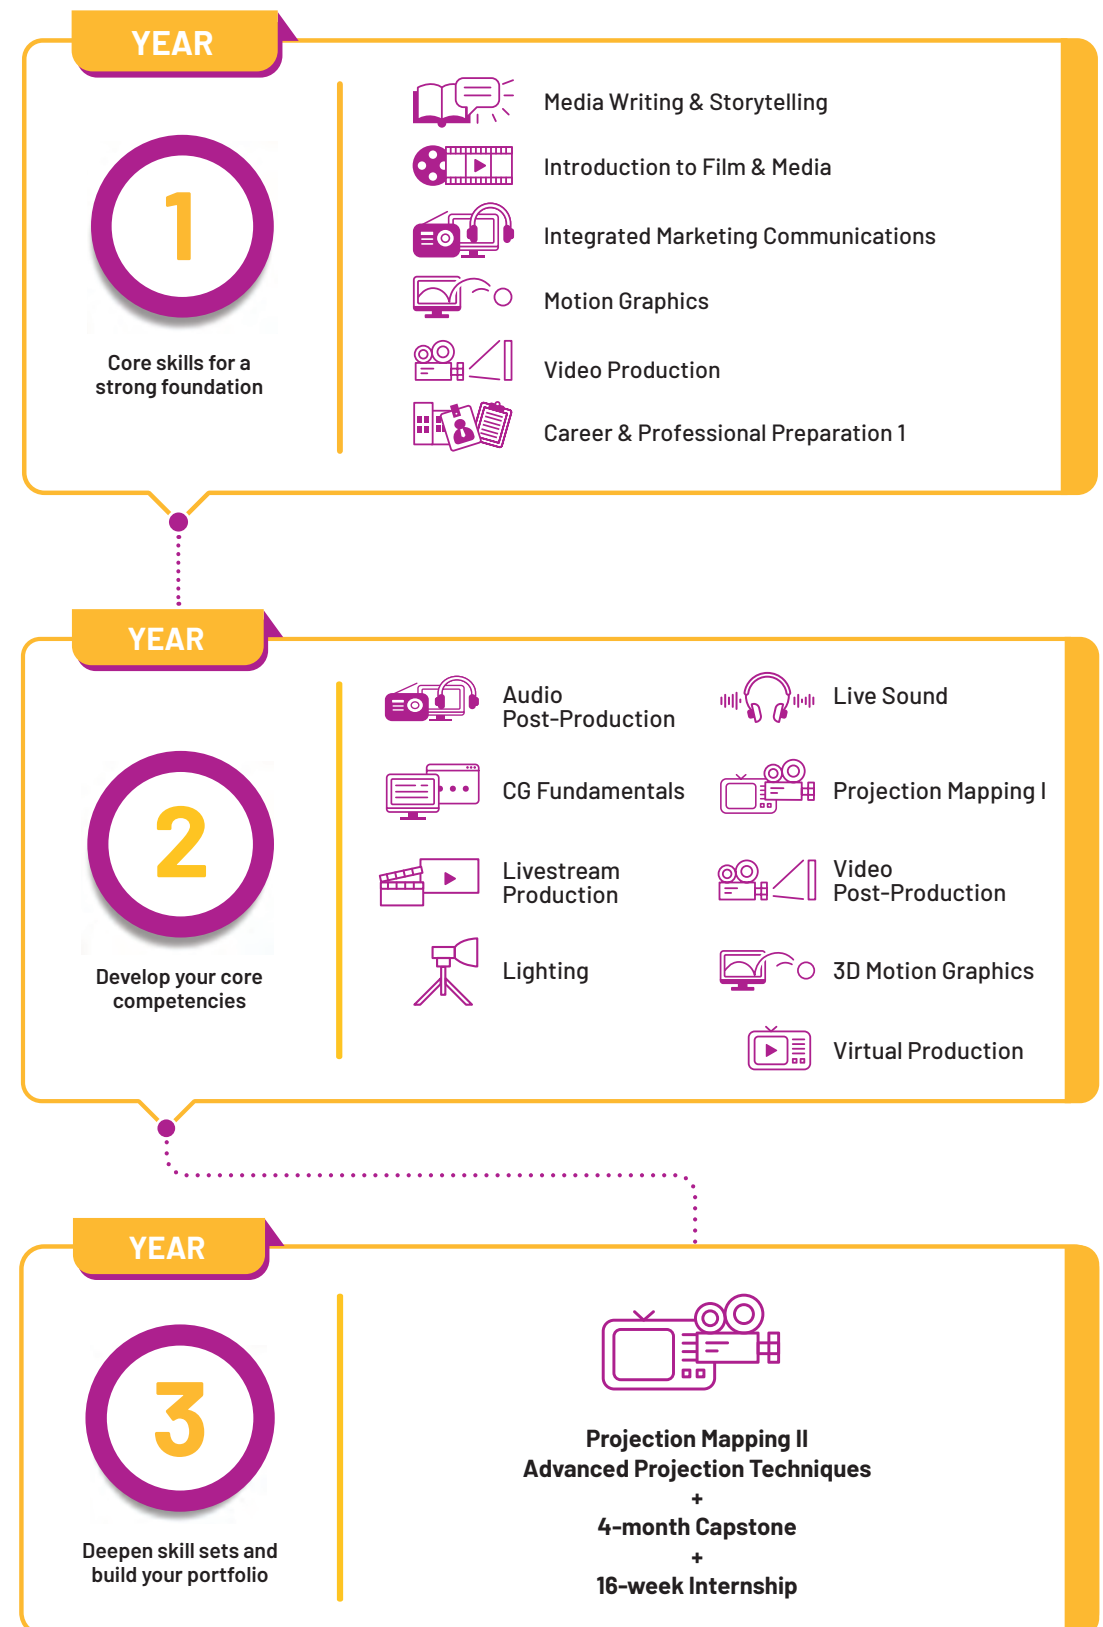 YEAR
1
Core skills for a
strong foundation
Media Writing & Storytelling
Introduction to Film & Media
Integrated Marketing Communications
Motion Graphics
Video Production
Career & Professional Preparation 1
YEAR
2
Develop your core
competencies
Audio
Post-Production
CG Fundamentals
Livestream
Production
Lighting
Live Sound
Projection Mapping I
Video
Post-Production
3D Motion Graphics
Virtual Production
YEAR
3
Deepen skill sets and
build your portfolio
Projection Mapping II
Advanced Projection Techniques
+
4-month Capstone
+
16-week Internship